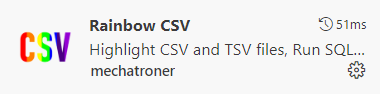 CSV
Rainbow CSV 51ms
Highlight CSV and TSV files, Run SQL...
mechatroner